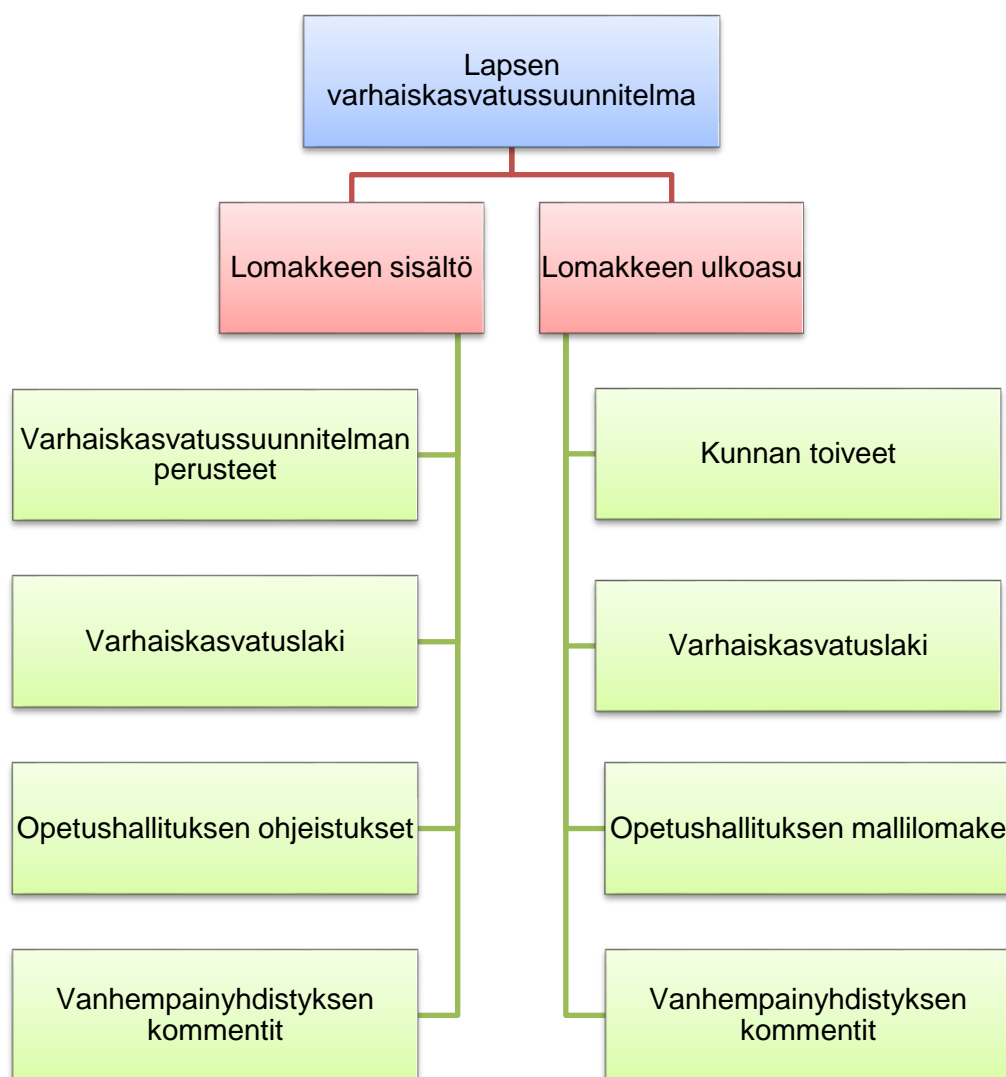 Lapsen
varhaiskasvatussuunnitelma
Lomakkeen sisältö
Lomakkeen ulkoasu
Varhaiskasvatussuunnitelman
perusteet
Varhaiskasvatuslaki
Opetushallituksen ohjeistukset
Vanhempainyhdistyksen
kommentit
Kunnan toiveet
Varhaiskasvatuslaki
Opetushallituksen mallilomake
Vanhempainyhdistyksen
kommentit